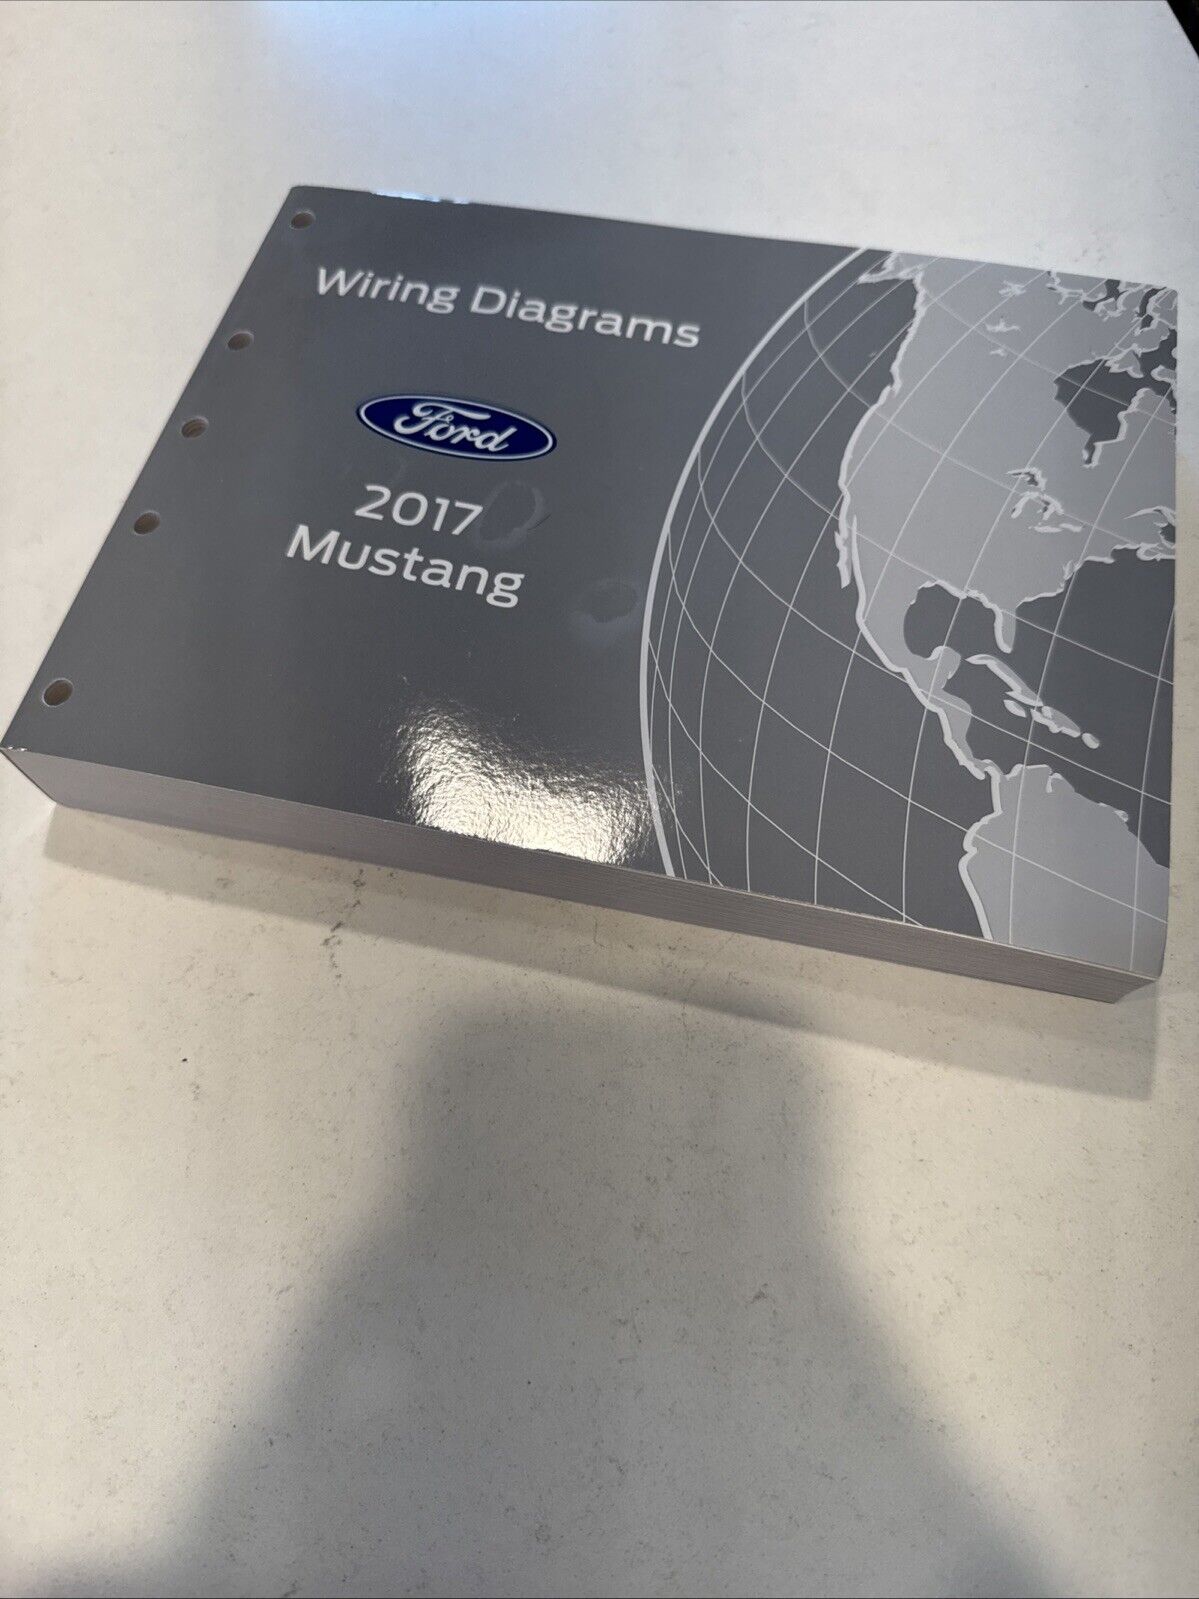 Wiring Diagrams
Ford
2017
Mustang